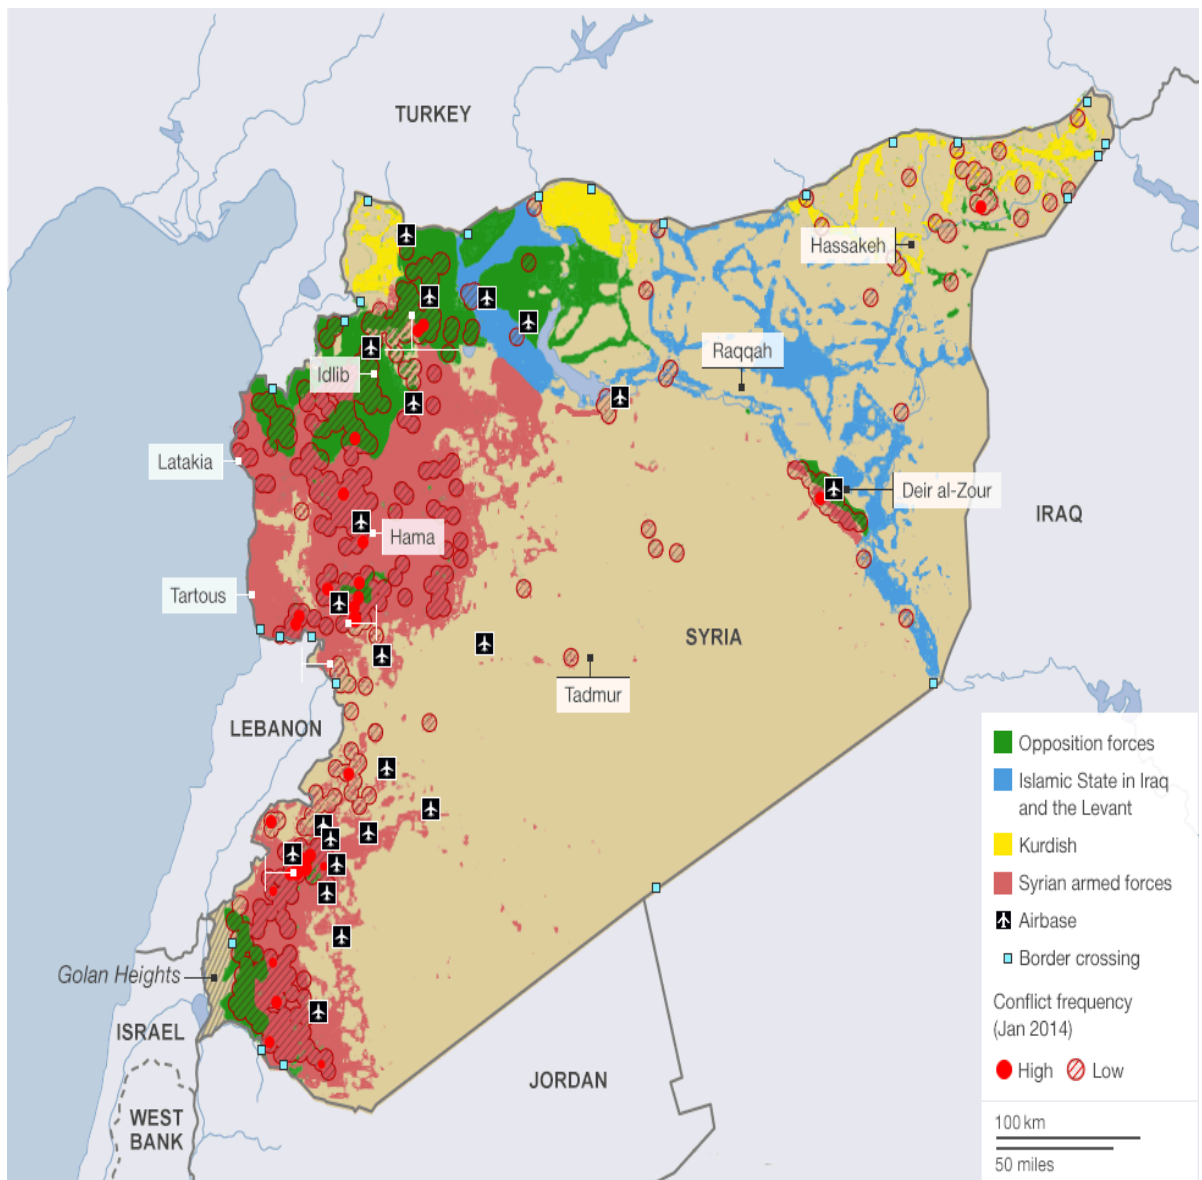 TURKEY
Hassakeh
Raqqah
Idlib
Latakia
Deir al-Zour
IRAQ
Hama
Tartous
SYRIA
Tadmur
LEBANON
Golan Heights
ISRAEL
JORDAN
WEST
BANK
Opposition forces
Islamic State in Iraq
and the Levant
Kurdish
Syrian armed forces
Airbase
Border crossing
Conflict frequency
(Jan 2014)
High Low
100 km
50 miles